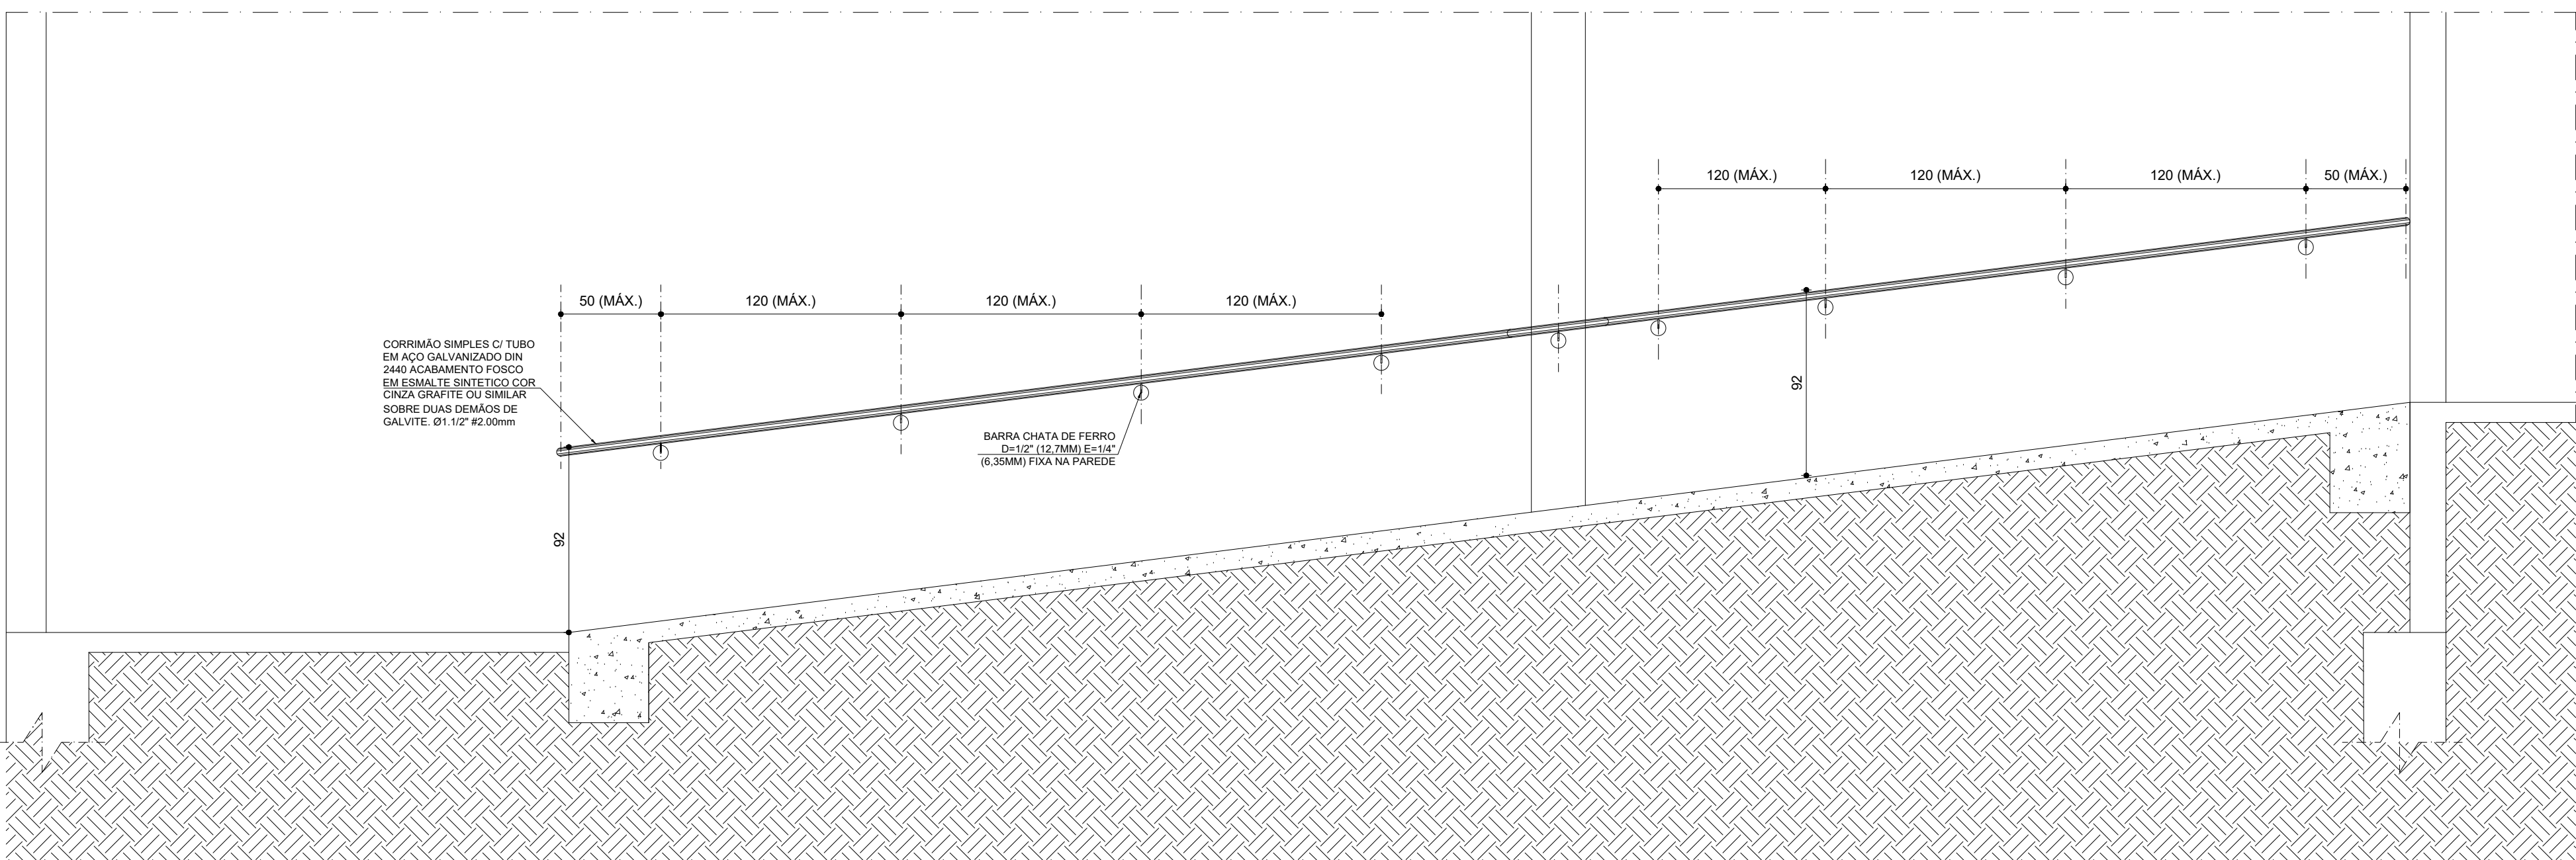 120 (MÁX.)
120 (MÁX.)
120 (MÁX.)
50 (MÁX.)
50 (MÁX.)
120 (MÁX.)
120 (MÁX.)
120 (MÁX.)
CORRIMÃO SIMPLES C/ TUBO
EM AÇO GALVANIZADO DIN
2440 ACABAMENTO FOSCO
EM ESMALTE SINTETICO COR
CINZA GRAFITE OU SIMILAR
SOBRE DUAS DEMÃOS DE
GALVITE. Ø1.1/2" #2.00mm
92
BARRA CHATA DE FERRO
D=1/2" (12,7MM) E=1/4"
(6,35MM) FIXA NA PAREDE
92